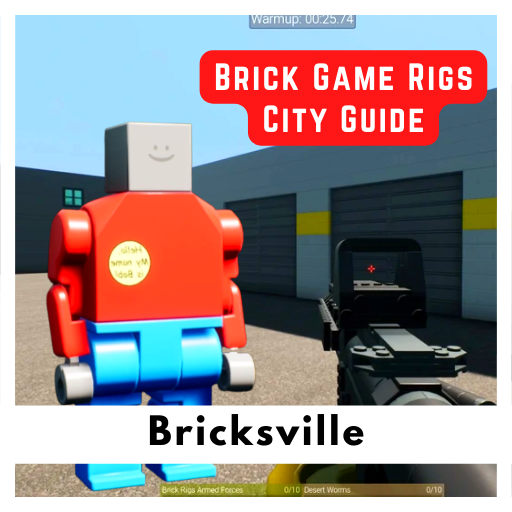 Warmup: 00:25.74
Brick Game Rigs
City Guide
Hello.
My name
is Bob!
Bricksville
Brick Rigs Armed Forces 0/10 Desert Worms 0/10